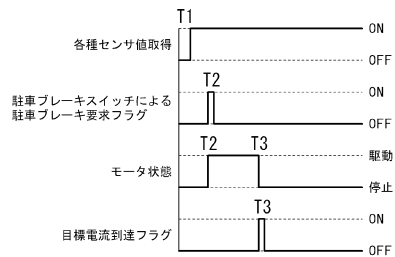 T1
各種センサ値取得
ON
OFF
T2
駐車ブレーキスイッチによる
駐車ブレーキ要求フラグ
ON
OFF
T2
T3
モータ状態
駆動
停止
T3
目標電流到達フラグ
ON
OFF